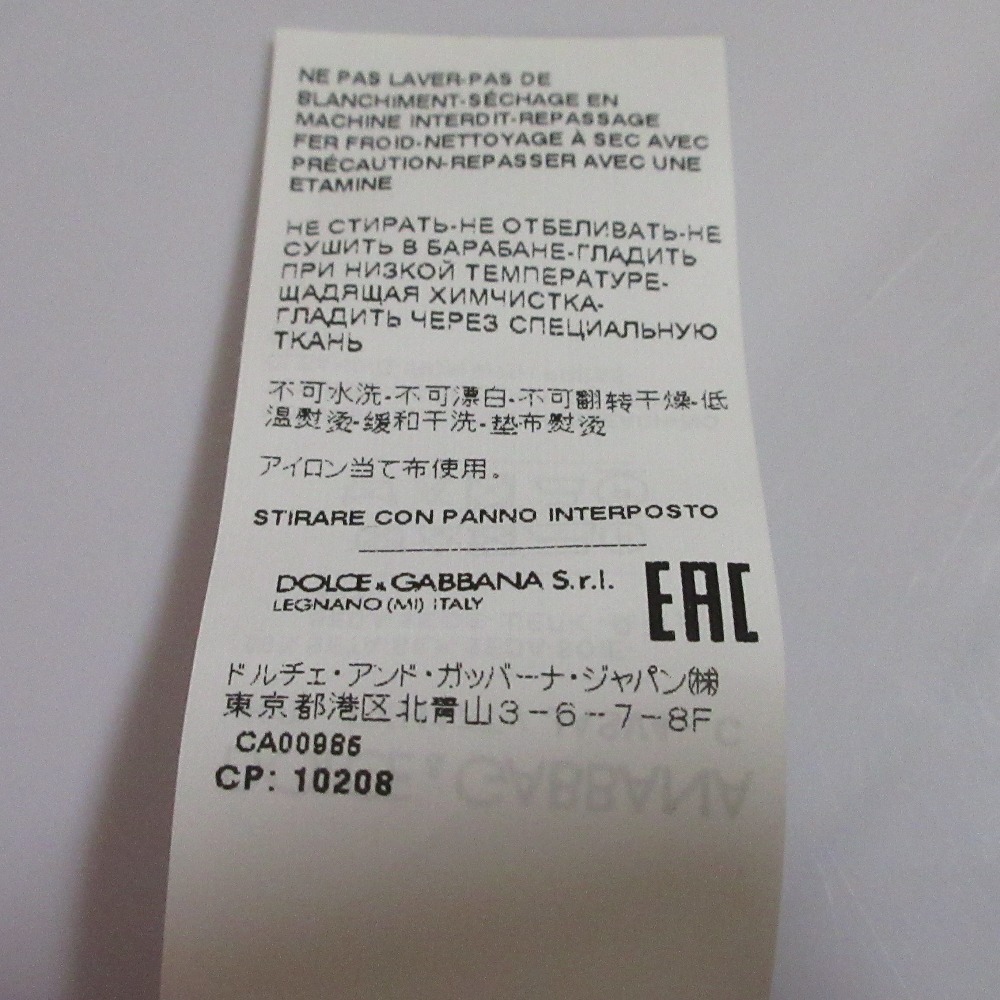 NE PAS LAVER-PAS DE
BLANCHIMENT-SÉCHAGE EN
MACHINE INTERDIT-REPASSAGE
FER FROID-NETTOYAGE À SEC AVEC
PRÉCAUTION-REPASSER AVEC UNE
ETAMINE
НЕ СТИРАТЬ-НЕ ОТБЕЛИВАТЬ-НЕ
СУШИТЬ В БАРАБАНЕ-ГЛАДИТЬ
ПРИ НИЗКОЙ ТЕМПЕРАТУРЕ-
ЩАДЯЩАЯ ХИМЧИСТКА-
ГЛАДИТЬ ЧЕРЕЗ СПЕЦИАЛЬНУЮ
ТКАНЬ
不可水洗-不可漂白-不可翻转干燥-低
温熨烫-缓和干洗-垫布熨烫
アイロン当て布使用。
STIRARE CON PANNO INTERPOSTO
DOLCE & GABBANA S.r.l.
LEGNANO (MI) ITALY
EAC
ドルチェ・アンド・ガッバーナ・ジャパン㈱
東京都港区北青山3-6-7-8F
CA00986
CP: 10208